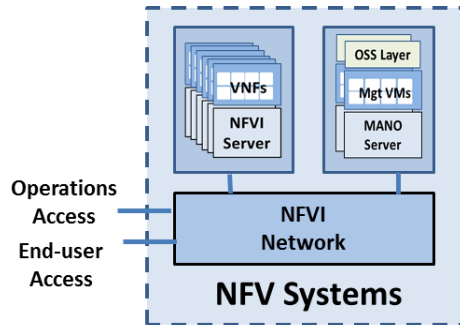 VNFs
NFVI
Server
OSS Layer
Mgt VMs
MANO
Server
Operations
Access
End-user
Access
NFVI
Network
NFV Systems